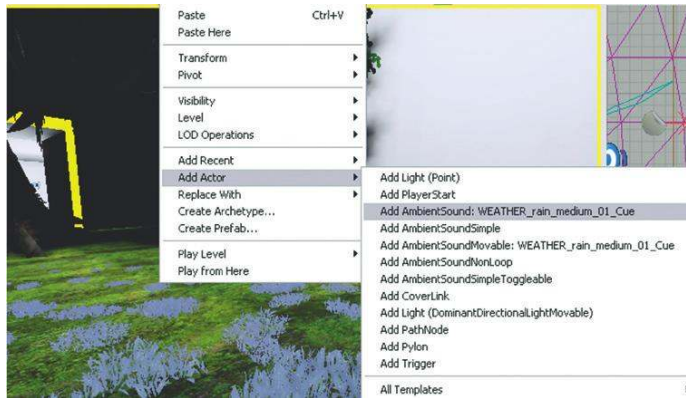 Paste Ctrl+V
Paste Here
Transform
Pivot
Visibility
Level
LOD Operations
Add Recent
Add Actor
Replace With
Create Archetype...
Create Prefab...
Play Level
Play from Here
Add Light (Point)
Add PlayerStart
Add AmbientSound: WEATHER_rain_medium_01_Cue
Add AmbientSoundSimple
Add AmbientSoundMovable: WEATHER_rain_medium_01_Cue
Add AmbientSoundNonLoop
Add AmbientSoundSimpleToggleable
Add CoverLink
Add Light (DominantDirectionalLightMovable)
Add PathNode
Add Pylon
Add Trigger
All Templates